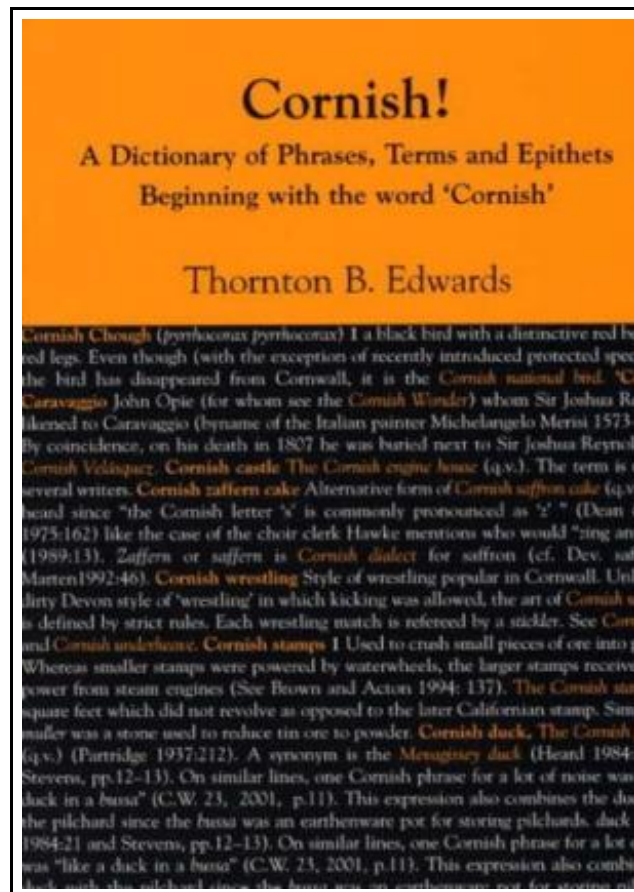 Cornish!
A Dictionary of Phrases, Terms and Epithets
Beginning with the word ‘Cornish’
Thornton B. Edwards
Cornish Chough (pyrrhocorax pyrrhocorax) 1 a black bird with a distinctive red
red legs. Even though (with the exception of recently introduced protected
the bird has disappeared from Cornwall, it is the Cornish national bird.
Caravaggio John Opie (for whom see the Cornish Wonder) whom Sir Joshua
likened to Caravaggio (byname of the Italian painter Michelangelo Merisi 1573
By coincidence, on his death in 1807 he was buried next to Sir Joshua
Cornish Velásquez. Cornish castle The Cornish engine house (q.v.). The term is
several writers. Cornish zaffern cake Alternative form of Cornish saffron cake
heard since "the Cornish letter 's' is commonly pronounced as 'z' " (Dean
1975:162) like the case of the choir clerk Hawke mentions who would "zing
(1989:13). Zaffern or saffern is Cornish dialect for saffron (cf. Dev.
Marten1992:46). Cornish wrestling Style of wrestling popular in Cornwall.
dirty Devon style of 'wrestling' in which kicking was allowed, the art of Cornish
is defined by strict rules. Each wrestling match is refereed by a stickler. See
and Cornish underheave. Cornish stamps 1 Used to crush small pieces of ore into
Whereas smaller stamps were powered by waterwheels, the larger stamps
power from steam engines (See Brown and Acton 1994: 137). The Cornish
square feet which did not revolve as opposed to the later Californian stamp.
smaller was a stone used to reduce tin ore to powder. Cornish duck, The Cornish
(q.v.) (Partridge 1937:212). A synonym is the Mevagissey duck (Heard 1984:
Stevens, pp.12–13). On similar lines, one Cornish phrase for a lot of noise was
duck in a bussa" (C.W. 23, 2001, p.11). This expression also combines the
the pilchard since the bussa was an earthenware pot for storing pilchards. duck
1984:21 and Stevens, pp.12–13). On similar lines, one Cornish phrase for a lot
was "like a duck in a bussa" (C.W. 23, 2001, p.11). This expression also